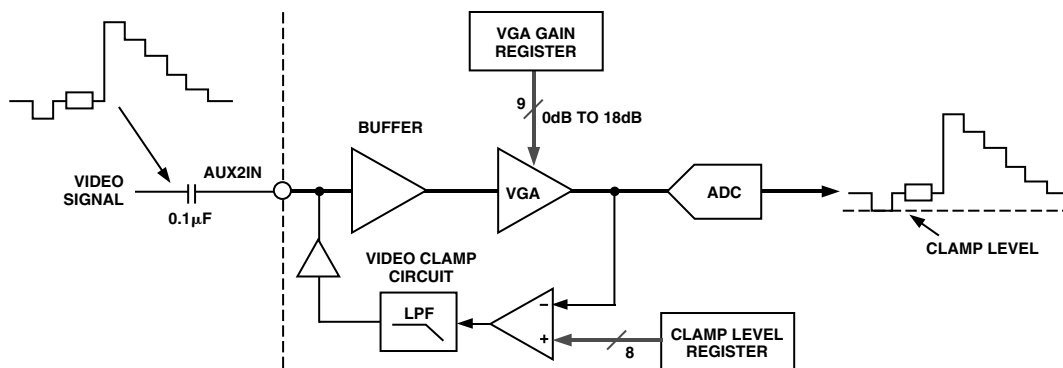 VGA GAIN
REGISTER
9
0dB TO 18dB
BUFFER
VIDEO
SIGNAL
AUX2IN
0.1μF
VGA
ADC
CLAMP LEVEL
VIDEO CLAMP
CIRCUIT
LPF
–
+
8
CLAMP LEVEL
REGISTER